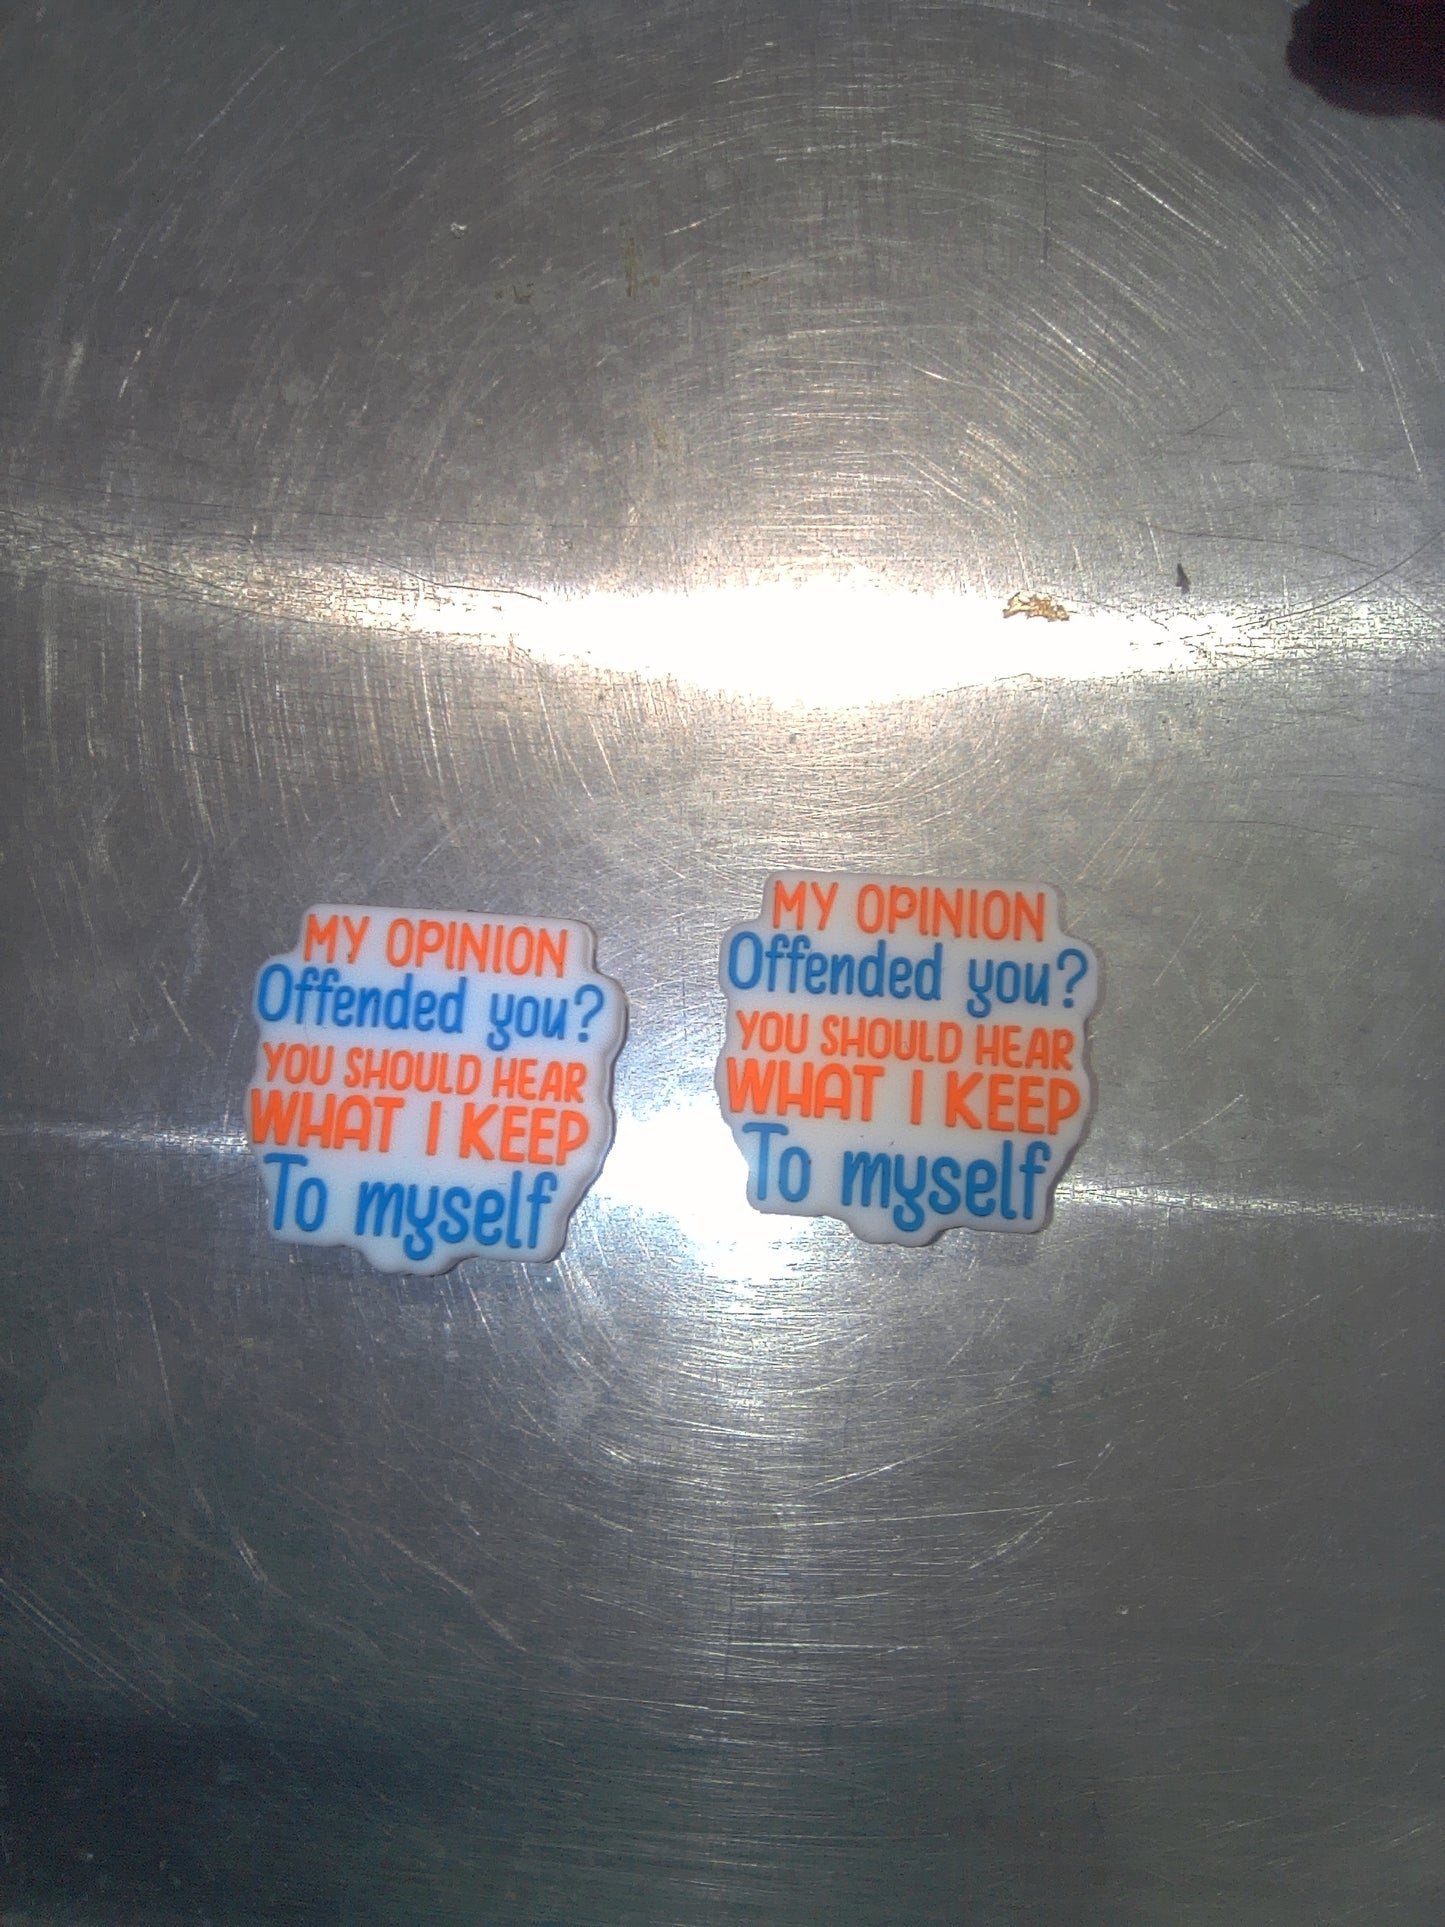 MY OPINION
Offended you?
YOU SHOULD HEAR
WHAT I KEEP
To myself
MY OPINION
Offended you?
YOU SHOULD HEAR
WHAT I KEEP
To myself